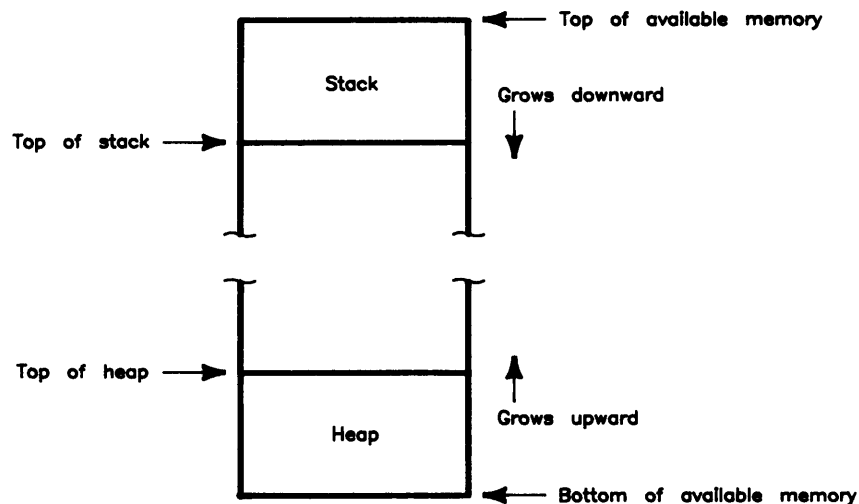 Top of available memory
Stack
Grows downward
Top of stack
Top of heap
Grows upward
Heap
Bottom of available memory